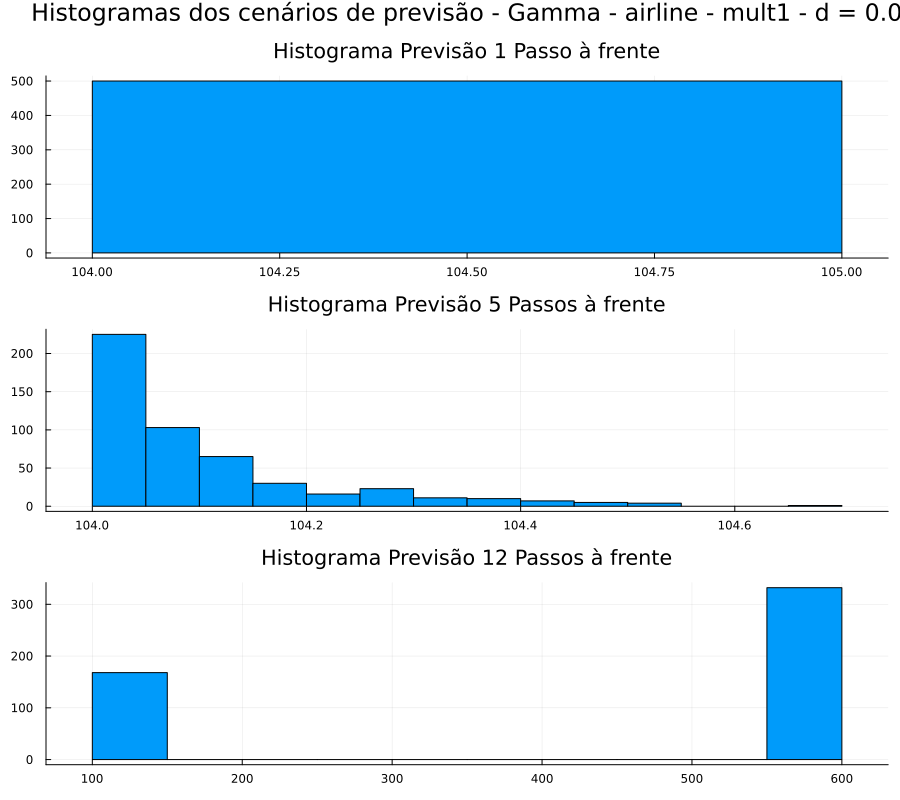 Histogramas dos cenários de previsão - Gamma - airline - mult1 - d = 0.0
Histograma Previsão 1 Passo à frente
500
400
300
200
100
0
104.00 104.25 104.50 104.75 105.00
Histograma Previsão 5 Passos à frente
200
150
100
50
0
104.0 104.2 104.4 104.6
Histograma Previsão 12 Passos à frente
300
200
100
0
100 200 300 400 500 600